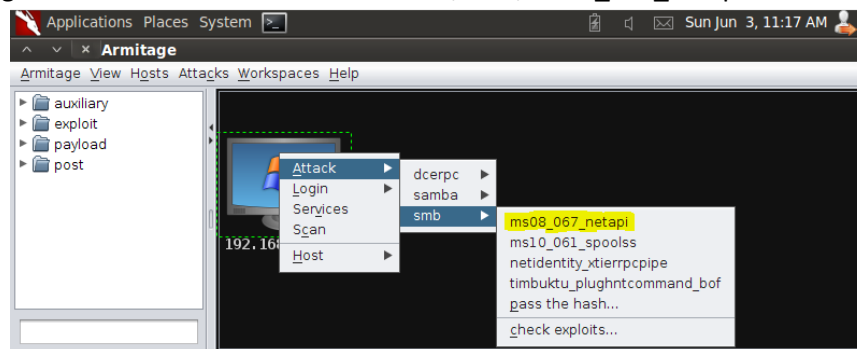 Applications Places System Sun Jun 3, 11:17 AM
Armitage
Armitage View Hosts Attacks Workspaces Help
auxiliary
exploit
payload
post
Attack
Login
Services
Scan
Host
dcerpc
samba
smb
ms08_067_netapi
ms10_061_spoolss
netidentity_xtierrpcpipe
timbuktu_plughntcommand_bof
pass the hash...
check exploits...